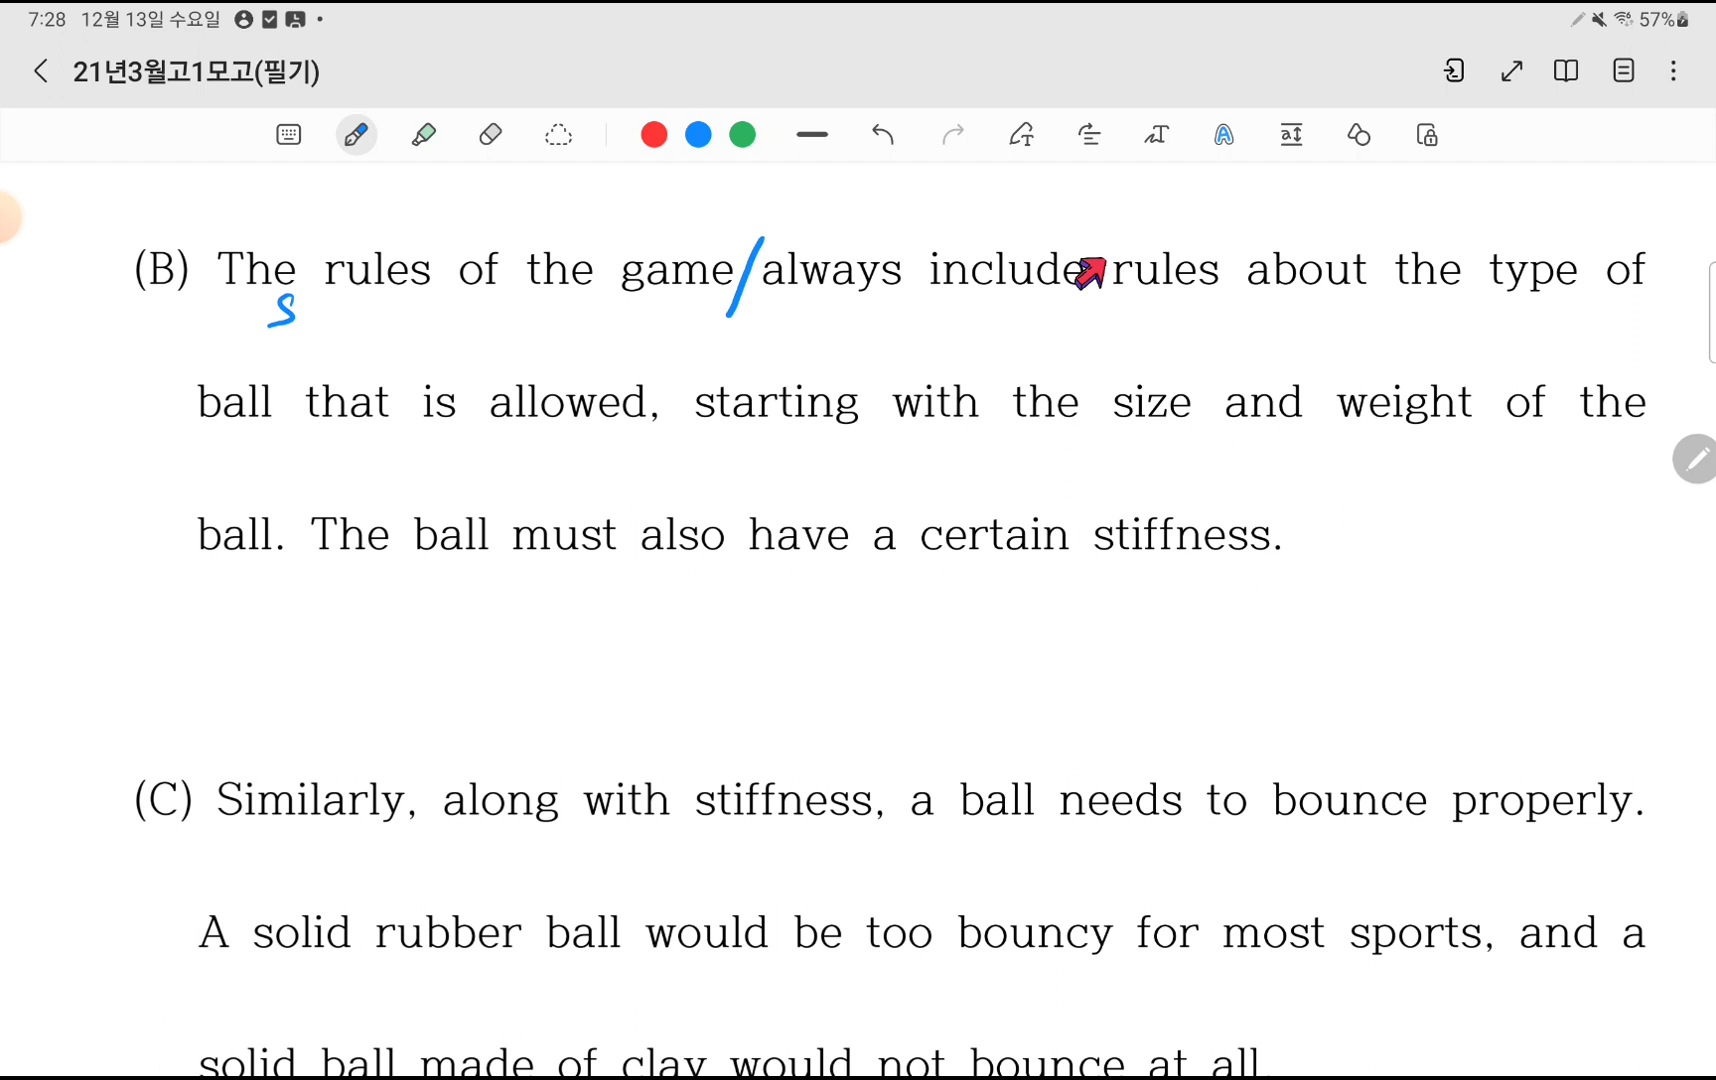 7:28 12월 13일 수요일
57%
21년3월고1모고(필기)
(B) The rules of the game/always include rules about the type of
S
ball that is allowed, starting with the size and weight of the
ball. The ball must also have a certain stiffness.
(C) Similarly, along with stiffness, a ball needs to bounce properly.
A solid rubber ball would be too bouncy for most sports, and a
solid ball made of clay would not bounce at all.